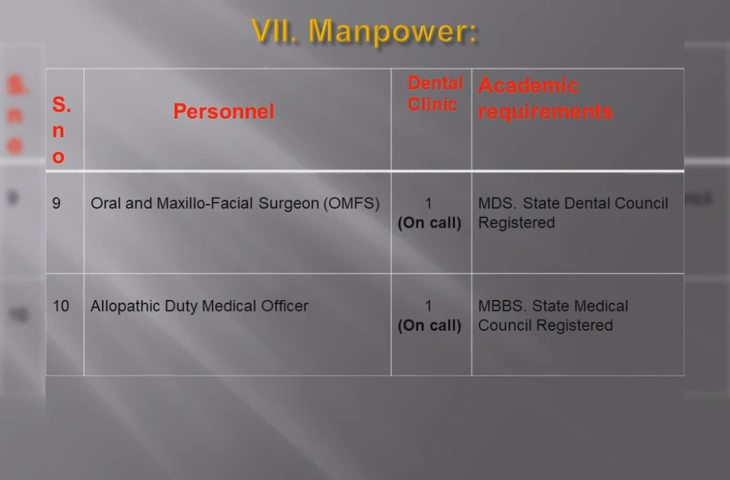 VII. Manpower:
S.
n
o
Personnel
Dental
Clinic
Academic
requirements
9
Oral and Maxillo-Facial Surgeon (OMFS)
1
(On call)
MDS. State Dental Council
Registered
10
Allopathic Duty Medical Officer
1
(On call)
MBBS. State Medical
Council Registered